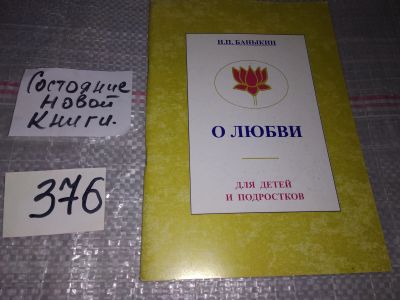 Состояние
новой
книги.
376
Н.П. БАНЫКИН
О ЛЮБВИ
ДЛЯ ДЕТЕЙ
И ПОДРОСТКОВ